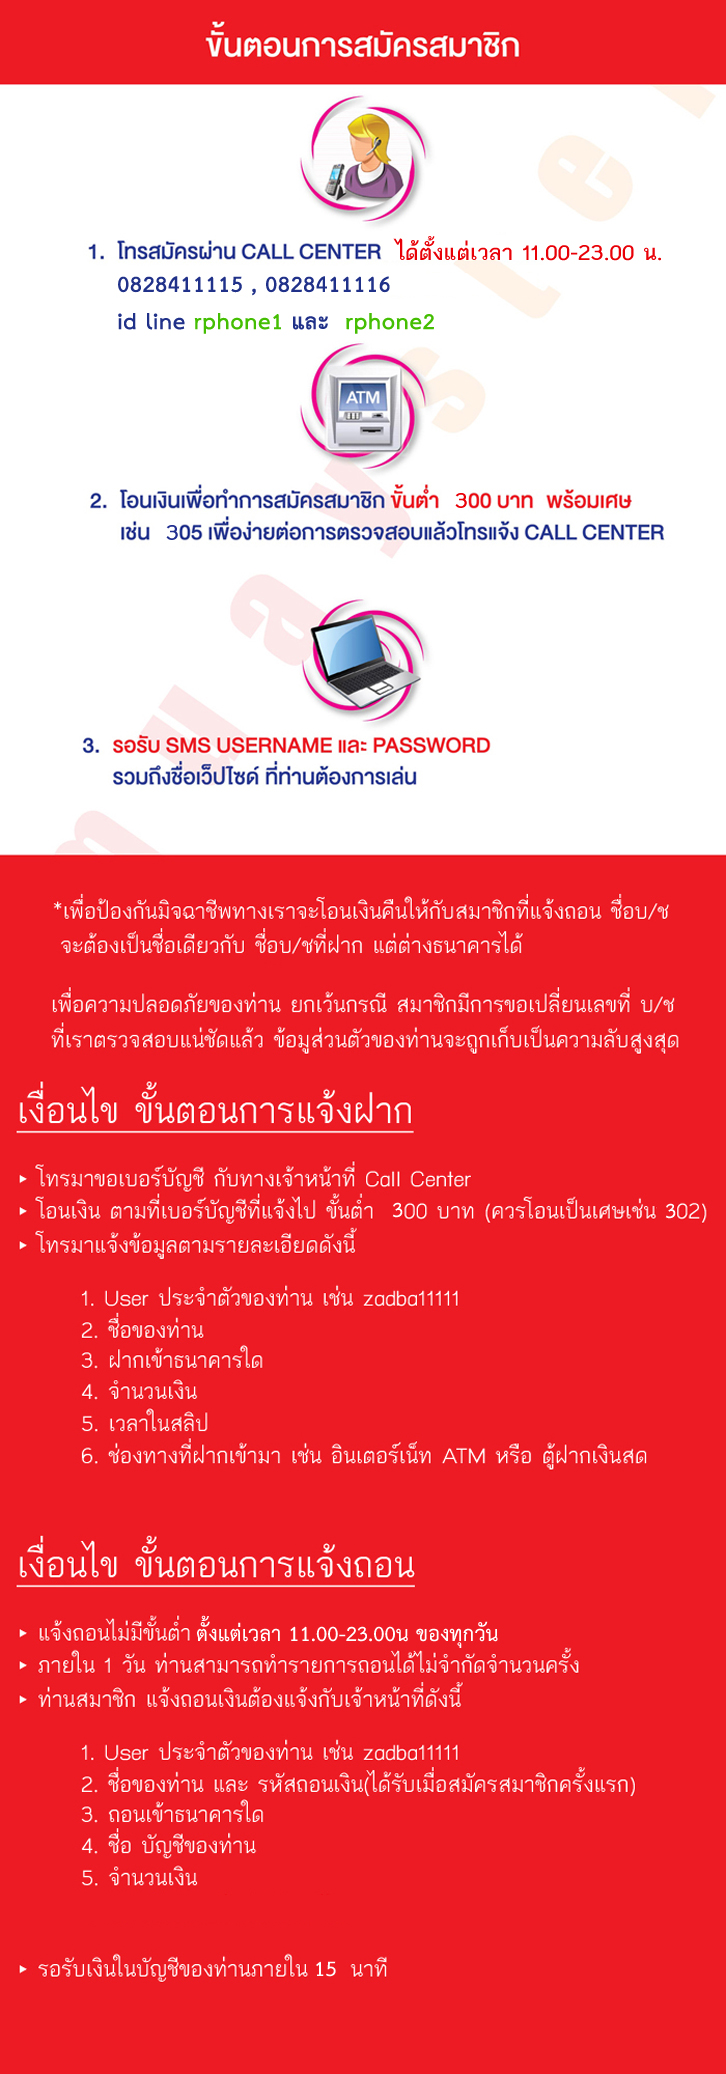 ขั้นตอนการสมัครสมาชิก
1. โทรสมัครผ่าน CALL CENTER ได้ตั้งแต่เวลา 11.00-23.00 น.
0828411115 , 0828411116
id line rphone1 และ rphone2
ATM
2. โอนเงินเพื่อทำการสมัครสมาชิก ขั้นต่ำ 300 บาท พร้อมเศษ
เช่น 305 เพื่อง่ายต่อการตรวจสอบแล้วโทรแจ้ง CALL CENTER
3. รอรับ SMS USERNAME และ PASSWORD
รวมถึงชื่อเว็ปไซด์ ที่ท่านต้องการเล่น
*เพื่อป้องกันมิจฉาชีพทางเราจะโอนเงินคืนให้กับสมาชิกที่แจ้งถอน ชื่อบ/ช
จะต้องเป็นชื่อเดียวกับ ชื่อบ/ชที่ฝาก แต่ต่างธนาคารได้
เพื่อความปลอดภัยของท่าน ยกเว้นกรณี สมาชิกมีการขอเปลี่ยนเลขที่ บ/ช
ที่เราตรวจสอบแน่ชัดแล้ว ข้อมูส่วนตัวของท่านจะถูกเก็บเป็นความลับสูงสุด
เงื่อนไข ขั้นตอนการแจ้งฝาก
▸ โทรมาขอเบอร์บัญชี กับทางเจ้าหน้าที่ Call Center
▸ โอนเงิน ตามที่เบอร์บัญชีที่แจ้งไป ขั้นต่ำ 300 บาท (ควรโอนเป็นเศษเช่น 302)
▸ โทรมาแจ้งข้อมูลตามรายละเอียดดังนี้
1. User ประจำตัวของท่าน เช่น zadba11111
2. ชื่อของท่าน
3. ฝากเข้าธนาคารใด
4. จำนวนเงิน
5. เวลาในสลิป
6. ช่องทางที่ฝากเข้ามา เช่น อินเตอร์เน็ท ATM หรือ ตู้ฝากเงินสด
เงื่อนไข ขั้นตอนการแจ้งถอน
▸ แจ้งถอนไม่มีขั้นต่ำ ตั้งแต่เวลา 11.00-23.00น ของทุกวัน
▸ ภายใน 1 วัน ท่านสามารถทำรายการถอนได้ไม่จำกัดจำนวนครั้ง
▸ ท่านสมาชิก แจ้งถอนเงินต้องแจ้งกับเจ้าหน้าที่ดังนี้
1. User ประจำตัวของท่าน เช่น zadba11111
2. ชื่อของท่าน และ รหัสถอนเงิน(ได้รับเมื่อสมัครสมาชิกครั้งแรก)
3. ถอนเข้าธนาคารใด
4. ชื่อ บัญชีของท่าน
5. จำนวนเงิน
▸ รอรับเงินในบัญชีของท่านภายใน 15 นาที